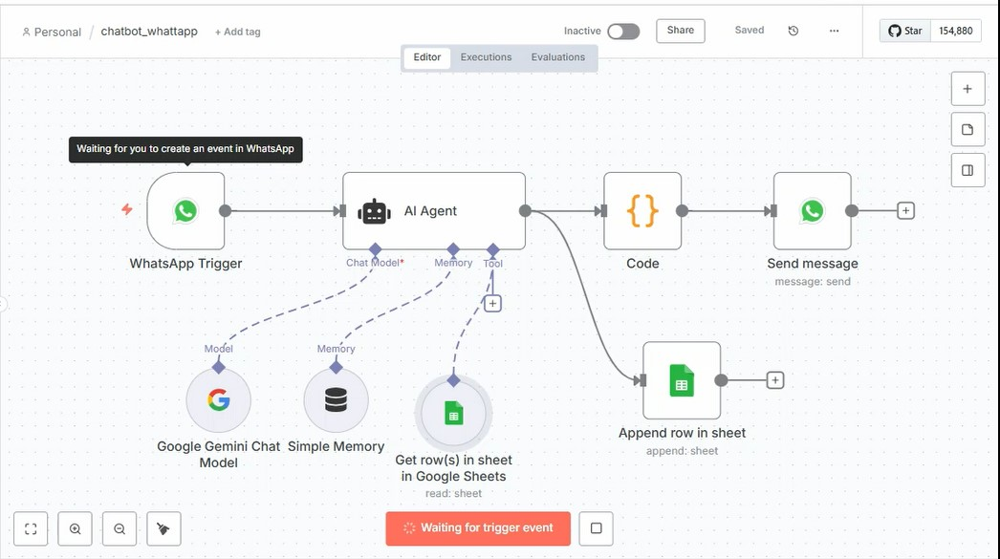 Personal / chatbot_whattapp + Add tag
Inactive Share Saved ... Star 154,880
Editor Executions Evaluations
Waiting for you to create an event in WhatsApp
AI Agent
{}
WhatsApp Trigger
Chat Model* Memory Tool
Code
Send message
message: send
Model Memory
Google Gemini Chat
Model
Simple Memory
Get row(s) in sheet
in Google Sheets
read: sheet
Append row in sheet
append: sheet
Waiting for trigger event